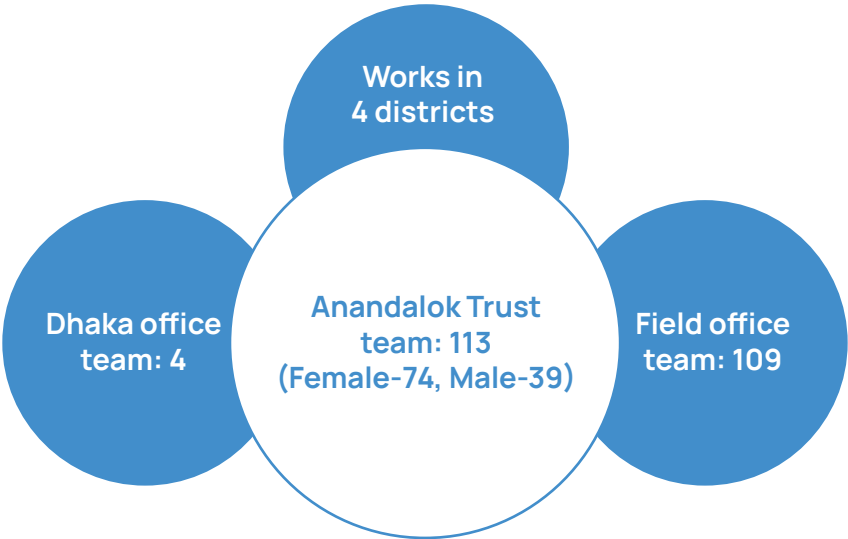 Works in
4 districts
Dhaka office
team: 4
Anandalok Trust
team: 113
(Female-74, Male-39)
Field office
team: 109